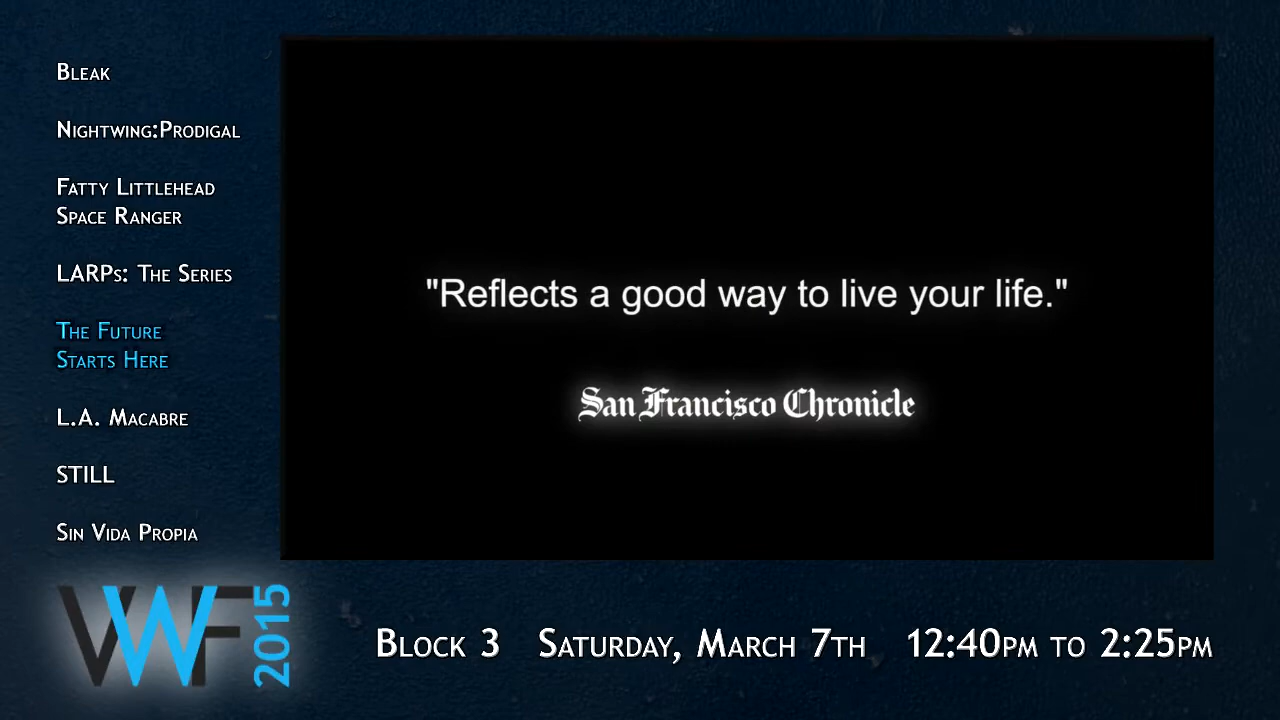 Bleak
Nightwing:Prodigal
Fatty Littlehead
Space Ranger
LARPs: The Series
The Future
Starts Here
L.A. Macabre
STILL
Sin Vida Propia
"Reflects a good way to live your life."
San Francisco Chronicle
VWF 2015
Block 3 Saturday, March 7th 12:40pm to 2:25pm